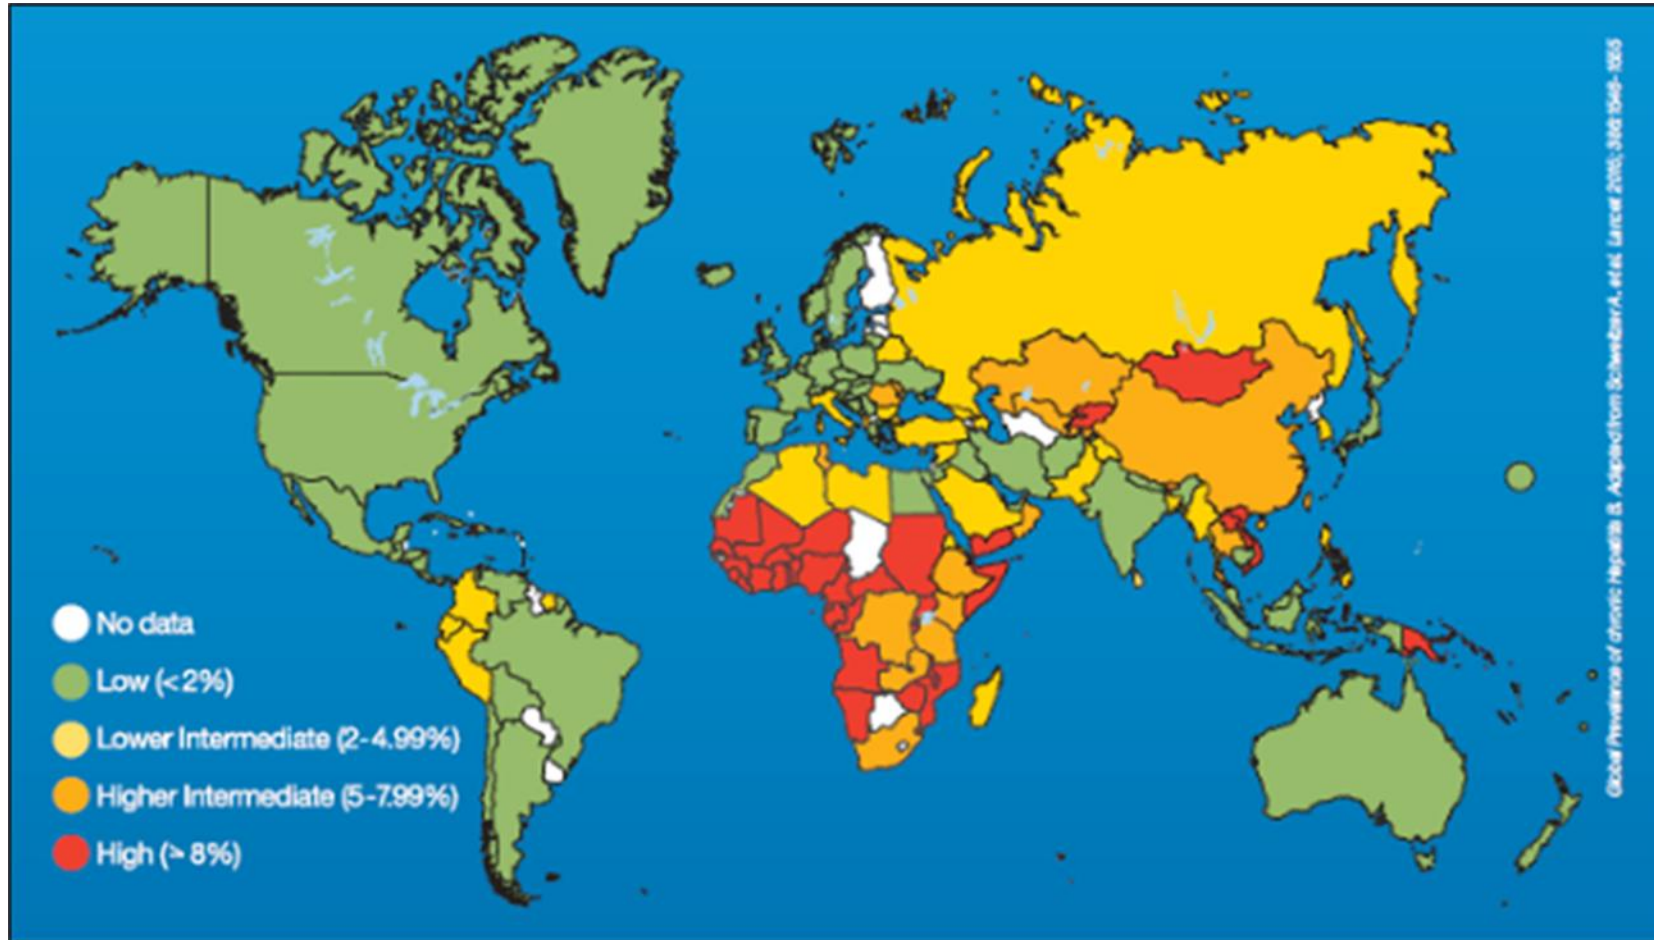 No data
Low (<2%)
Lower Intermediate (2-4.99%)
Higher Intermediate (5-7.99%)
High (> 8%)
Global Prevalence of chronic Hepatitis B. Adapted from Schweitzer A. et al. Lancet 2015; 386:1546-1555